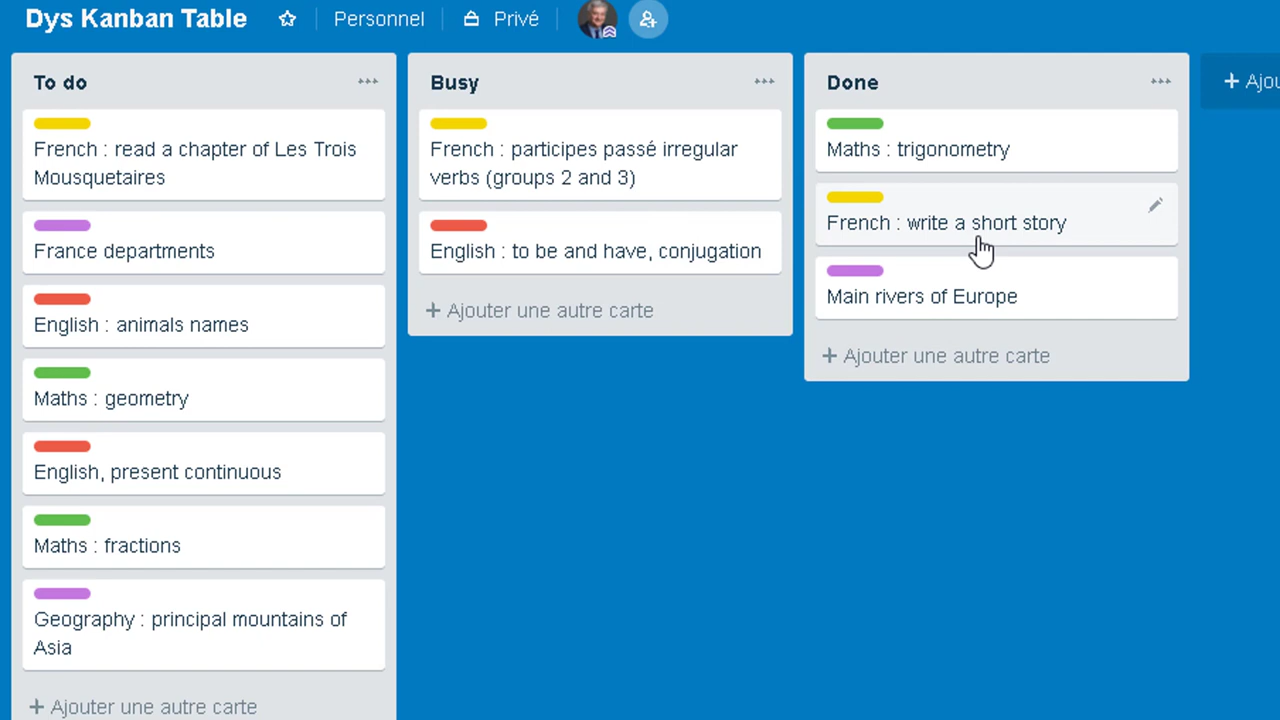 Dys Kanban Table
Personnel
Privé
To do
French : read a chapter of Les Trois
Mousquetaires
France departments
English : animals names
Maths : geometry
English, present continuous
Maths : fractions
Geography : principal mountains of
Asia
+ Ajouter une autre carte
Busy
French : participes passé irregular
verbs (groups 2 and 3)
English : to be and have, conjugation
+ Ajouter une autre carte
Done
Maths : trigonometry
French : write a short story
Main rivers of Europe
+ Ajouter une autre carte
+ Ajou